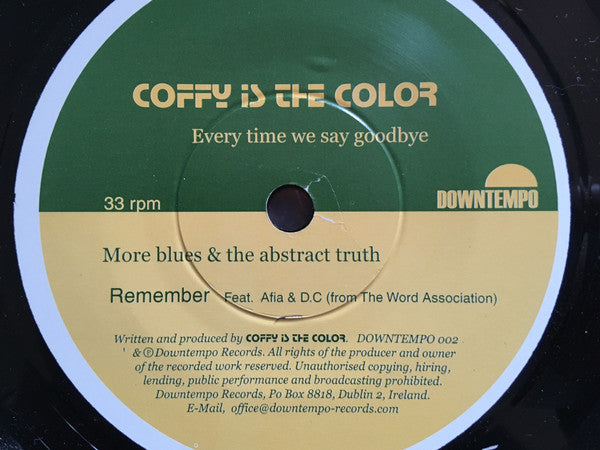 COFFY IS THE COLOR
Every time we say goodbye
33 rpm
DOWNTEMPO
More blues & the abstract truth
Remember Feat. Afia & D.C (from The Word Association)
Written and produced by COFFY IS THE COLOR. DOWNTEMPO 002
' & ℗ Downtempo Records. All rights of the producer and owner
of the recorded work reserved. Unauthorised copying, hiring,
lending, public performance and broadcasting prohibited.
Downtempo Records, Po Box 8818, Dublin 2, Ireland.
E-Mail, office@downtempo-records.com